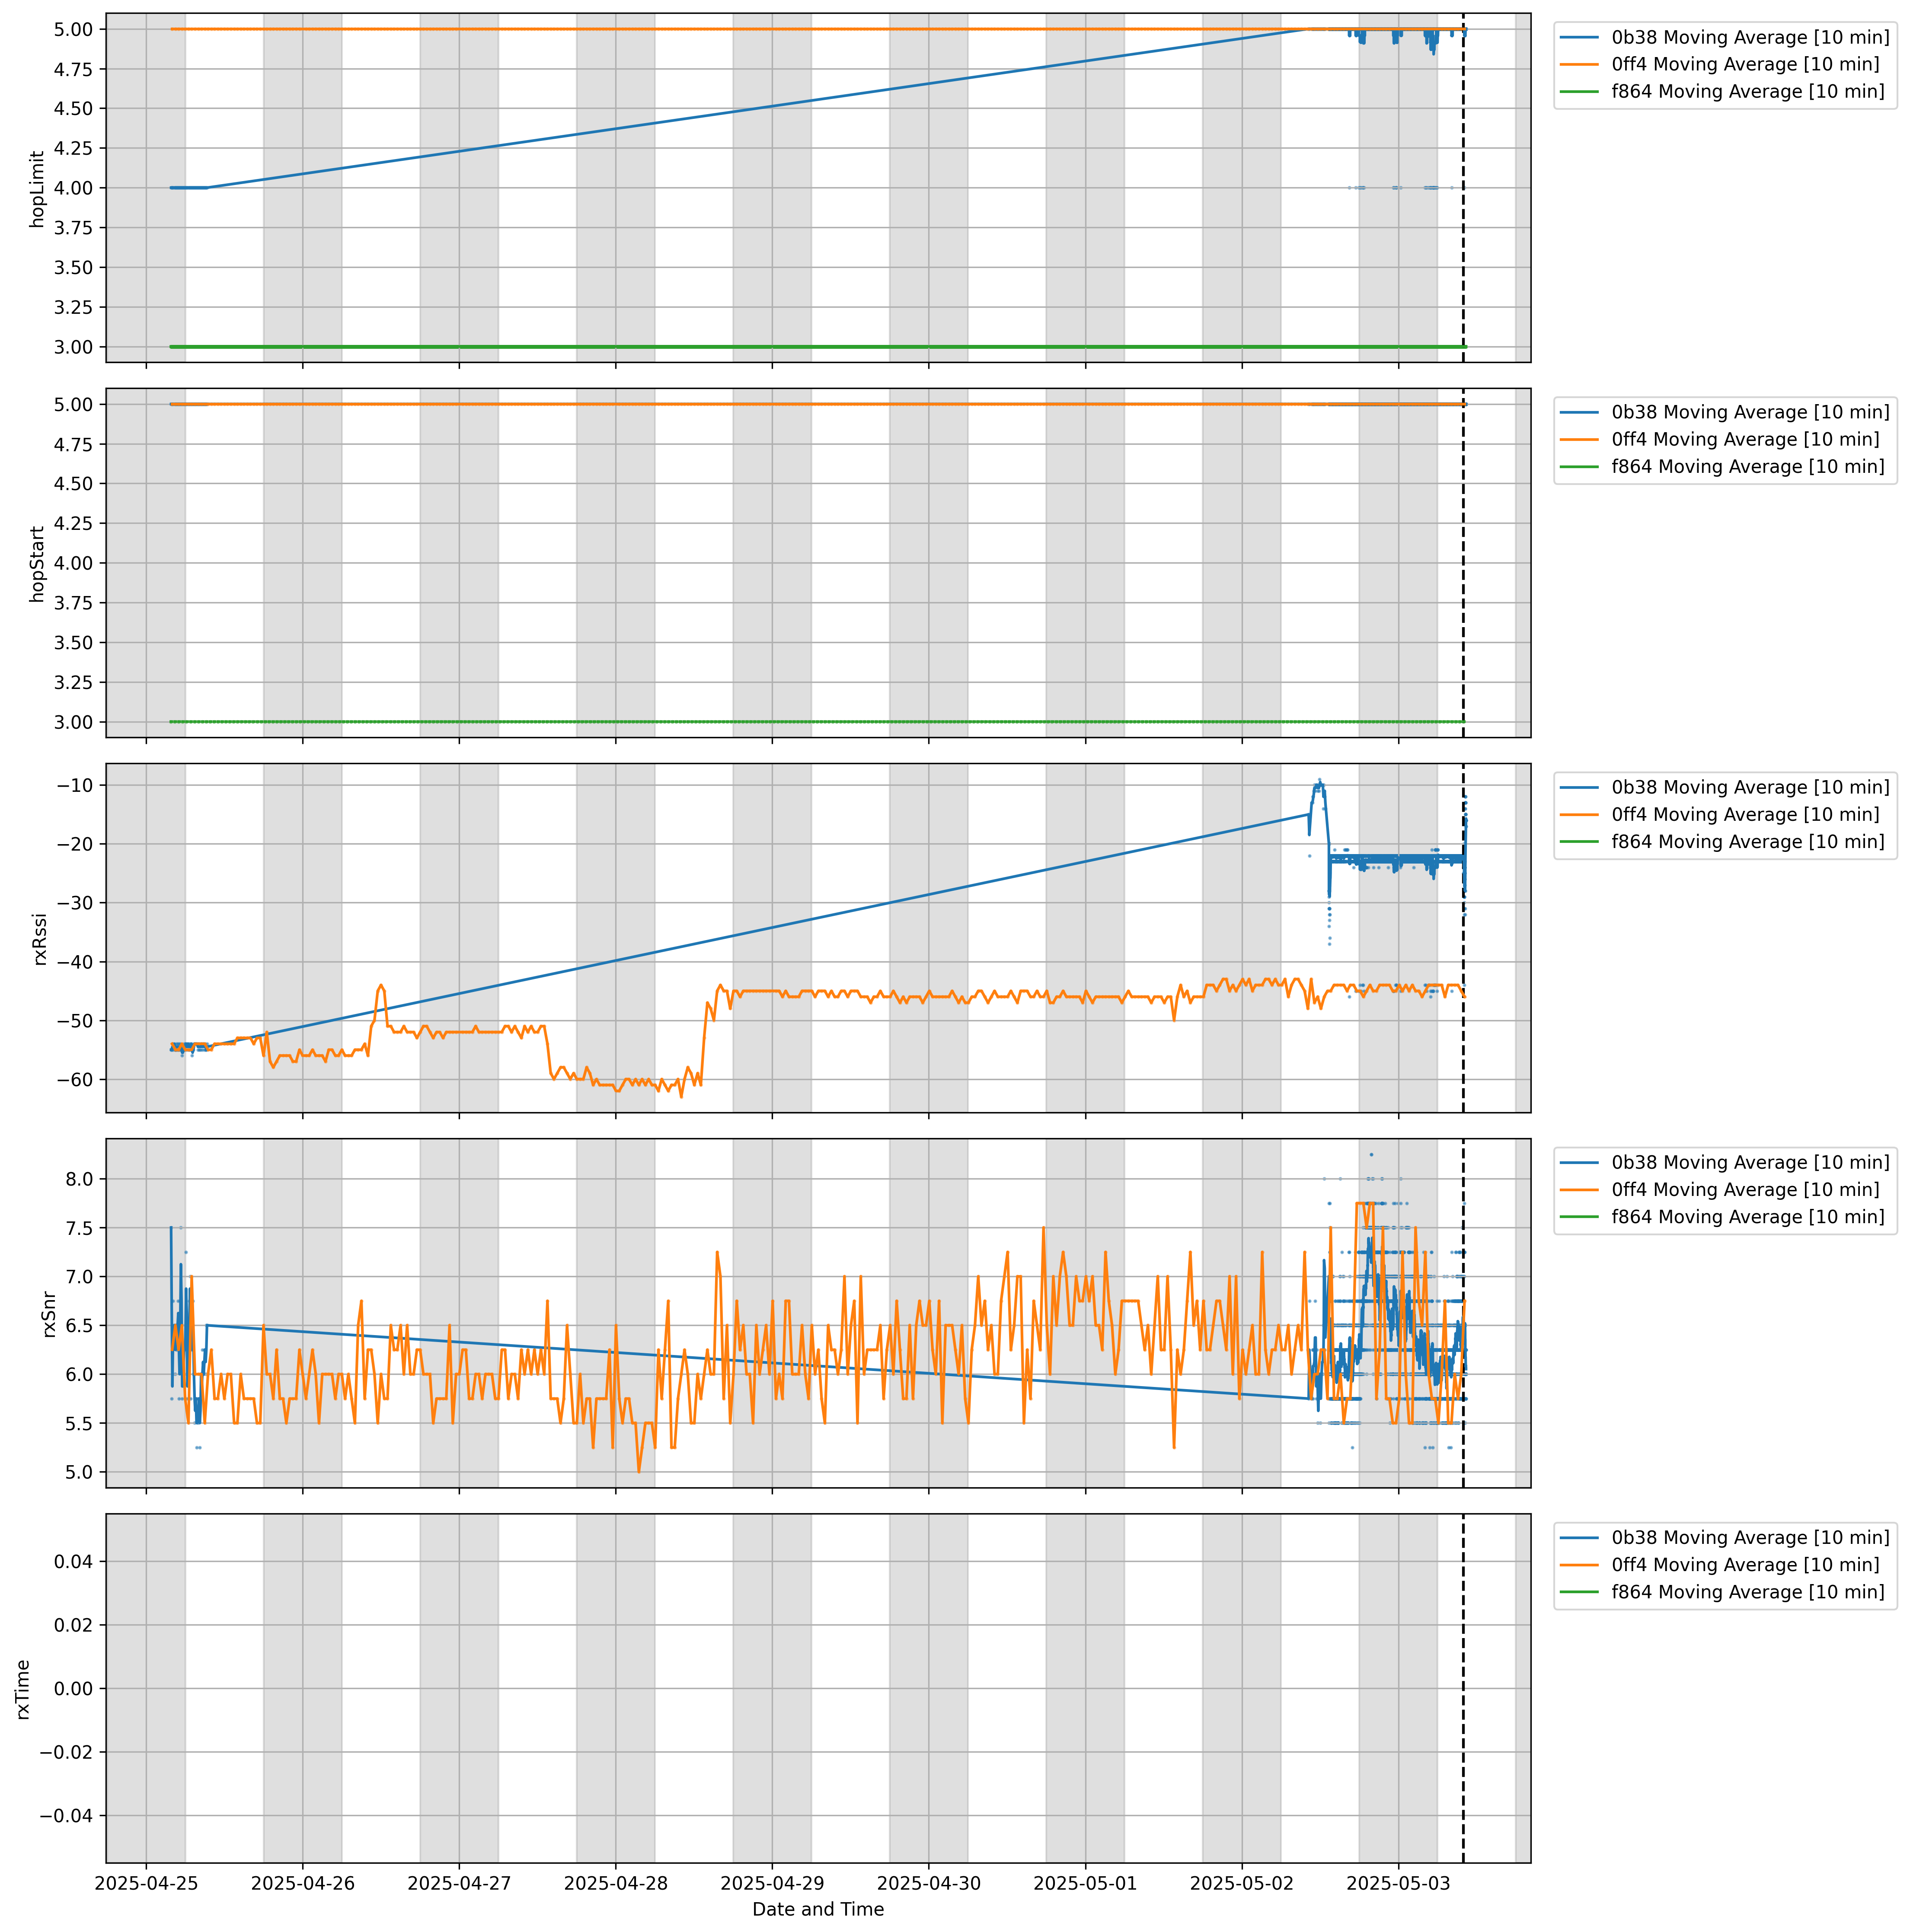 5.00
4.75
4.50
4.25
4.00
3.75
3.50
3.25
3.00
hopLimit
0b38 Moving Average [10 min]
0ff4 Moving Average [10 min]
f864 Moving Average [10 min]
5.00
4.75
4.50
4.25
4.00
3.75
3.50
3.25
3.00
hopStart
0b38 Moving Average [10 min]
0ff4 Moving Average [10 min]
f864 Moving Average [10 min]
−10
−20
−30
−40
−50
−60
rxRssi
0b38 Moving Average [10 min]
0ff4 Moving Average [10 min]
f864 Moving Average [10 min]
8.0
7.5
7.0
6.5
6.0
5.5
5.0
rxSnr
0b38 Moving Average [10 min]
0ff4 Moving Average [10 min]
f864 Moving Average [10 min]
0.04
0.02
0.00
−0.02
−0.04
rxTime
0b38 Moving Average [10 min]
0ff4 Moving Average [10 min]
f864 Moving Average [10 min]
2025-04-25 2025-04-26 2025-04-27 2025-04-28 2025-04-29 2025-04-30 2025-05-01 2025-05-02 2025-05-03
Date and Time